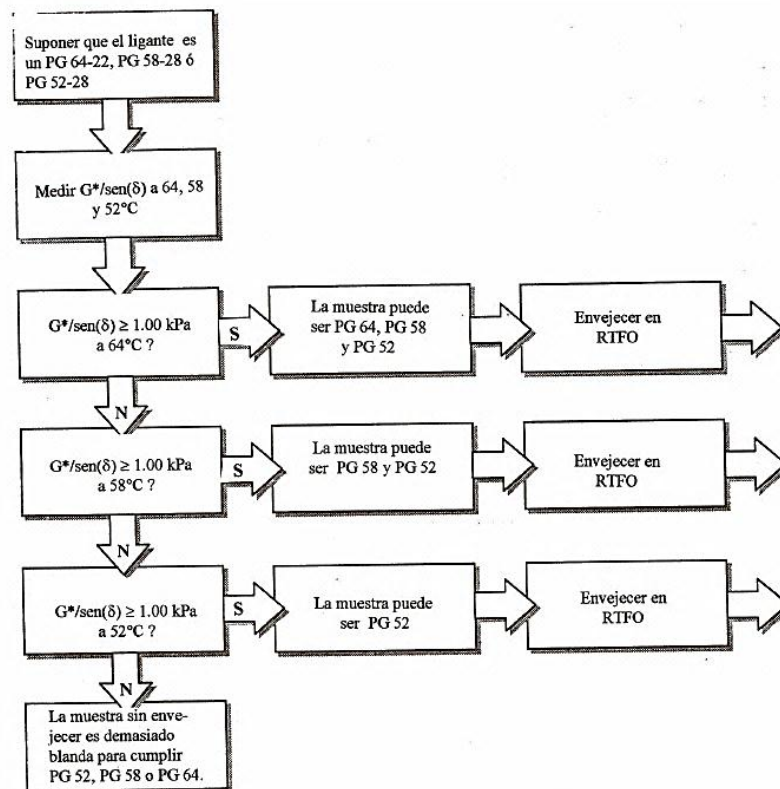 Suponer que el ligante es
un PG 64-22, PG 58-28 ó
PG 52-28
Medir G*/sen(δ) a 64, 58
y 52°C
G*/sen(δ) ≥ 1.00 kPa
a 64°C ?
S
La muestra puede
ser PG 64, PG 58
y PG 52
Envejecer en
RTFO
N
G*/sen(δ) ≥ 1.00 kPa
a 58°C ?
S
La muestra puede
ser PG 58 y PG 52
Envejecer en
RTFO
N
G*/sen(δ) ≥ 1.00 kPa
a 52°C ?
S
La muestra puede
ser PG 52
Envejecer en
RTFO
N
La muestra sin enve-
jecer es demasiado
blanda para cumplir
PG 52, PG 58 o PG 64.